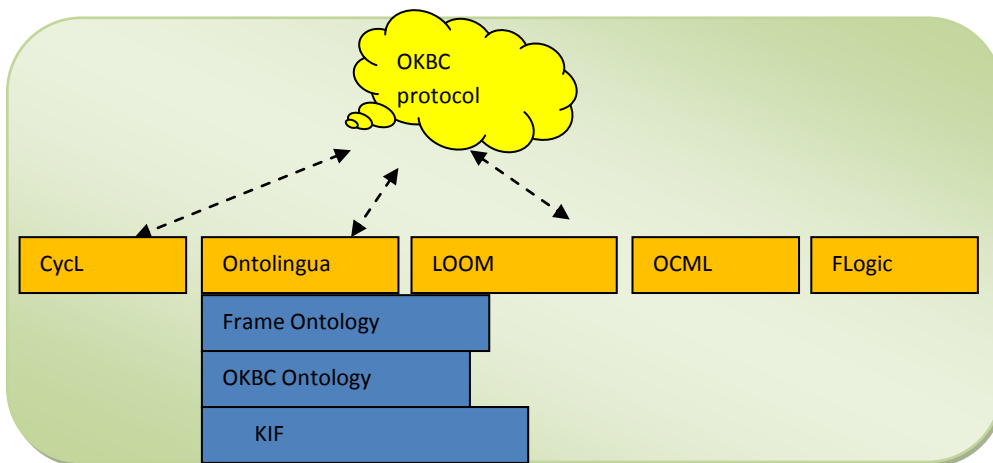 OKBC
protocol
CycL
Ontolingua
LOOM
OCML
FLogic
Frame Ontology
OKBC Ontology
KIF